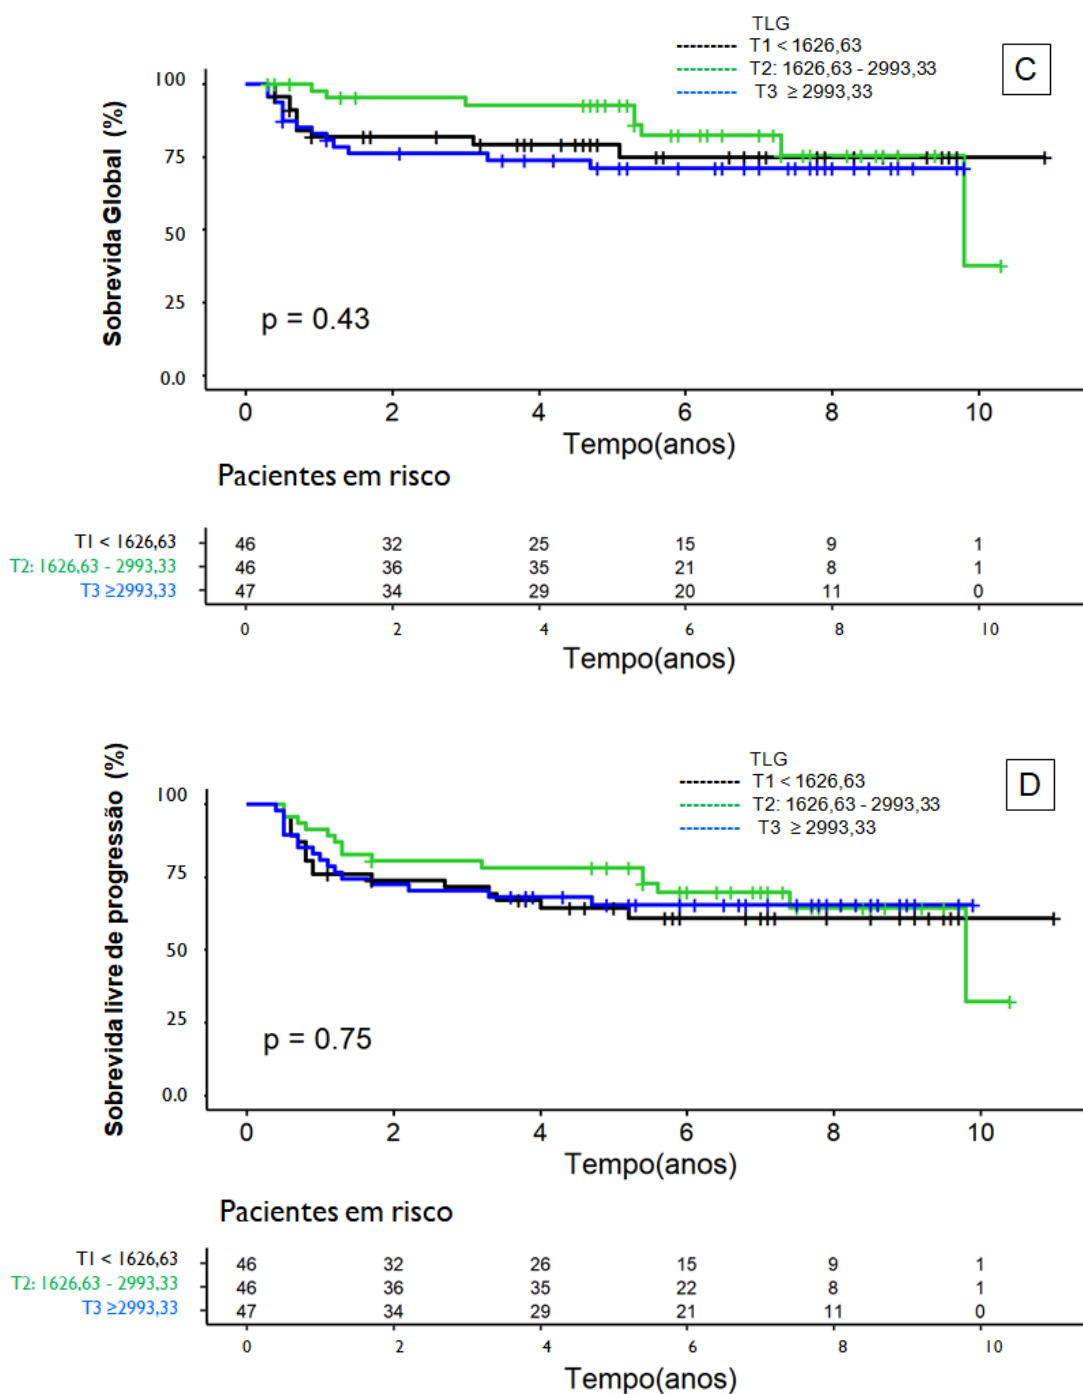 TLG
T1 < 1626,63
T2: 1626,63 - 2993,33
T3 ≥ 2993,33
C
Sobrevida Global (%)
100
75
50
25
0.0
p = 0.43
0 2 4 6 8 10
Tempo(anos)
Pacientes em risco
T1 < 1626,63 46 32 25 15 9 1
T2: 1626,63 - 2993,33 46 36 35 21 8 1
T3 ≥2993,33 47 34 29 20 11 0
0 2 4 6 8 10
Tempo(anos)
TLG
T1 < 1626,63
T2: 1626,63 - 2993,33
T3 ≥ 2993,33
D
Sobrevida livre de progressão (%)
100
75
50
25
0.0
p = 0.75
0 2 4 6 8 10
Tempo(anos)
Pacientes em risco
T1 < 1626,63 46 32 26 15 9 1
T2: 1626,63 - 2993,33 46 36 35 22 8 1
T3 ≥2993,33 47 34 29 21 11 0
0 2 4 6 8 10
Tempo(anos)